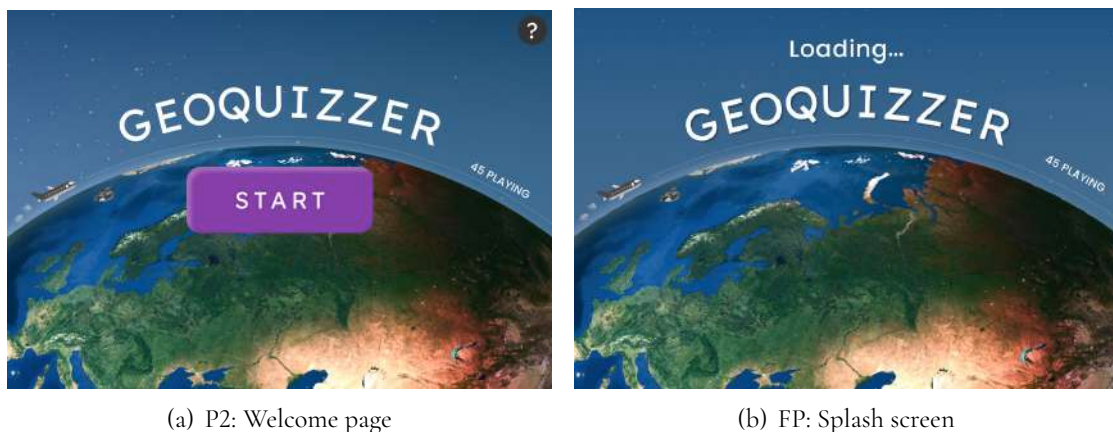 ?
GEOQUIZZER
45 PLAYING
START
(a) P2: Welcome page
Loading...
GEOQUIZZER
45 PLAYING
(b) FP: Splash screen